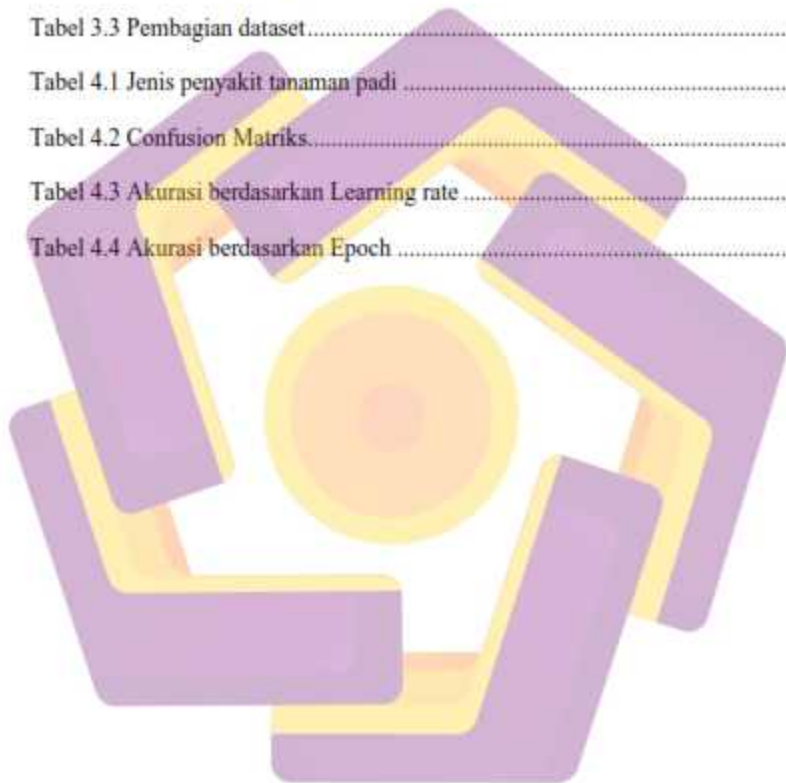 Tabel 3.3 Pembagian dataset........................................................................................
Tabel 4.1 Jenis penyakit tanaman padi ......................................................................
Tabel 4.2 Confusion Matriks........................................................................................
Tabel 4.3 Akurasi berdasarkan Learning rate ...........................................................
Tabel 4.4 Akurasi berdasarkan Epoch .......................................................................